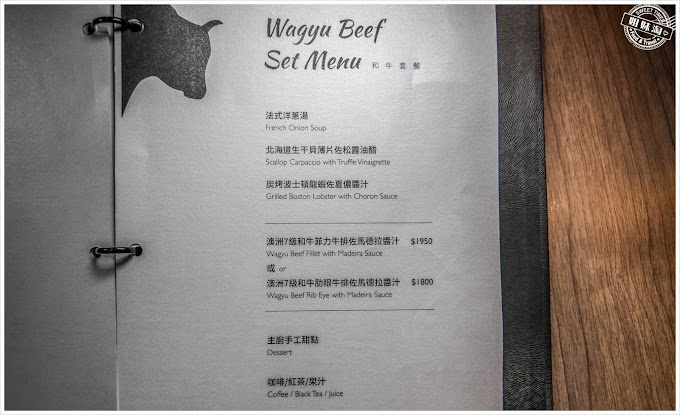 Wagyu Beef
Set Menu 和牛套餐
法式洋蔥湯
French Onion Soup
北海道生干貝薄片佐松露油醋
Scallop Carpaccio with Truffle Vinaigrette
炭烤波士頓龍蝦佐夏儂醬汁
Grilled Boston Lobster with Choron Sauce
澳洲7級和牛菲力牛排佐馬德拉醬汁 $1950
Wagyu Beef Fillet with Madeira Sauce
或 or
澳洲7級和牛肋眼牛排佐馬德拉醬汁 $1800
Wagyu Beef Rib Eye with Madeira Sauce
主廚手工甜點
Dessert
咖啡/紅茶/果汁
Coffee / Black Tea / Juice
SWEET TIGER
Food & Travel